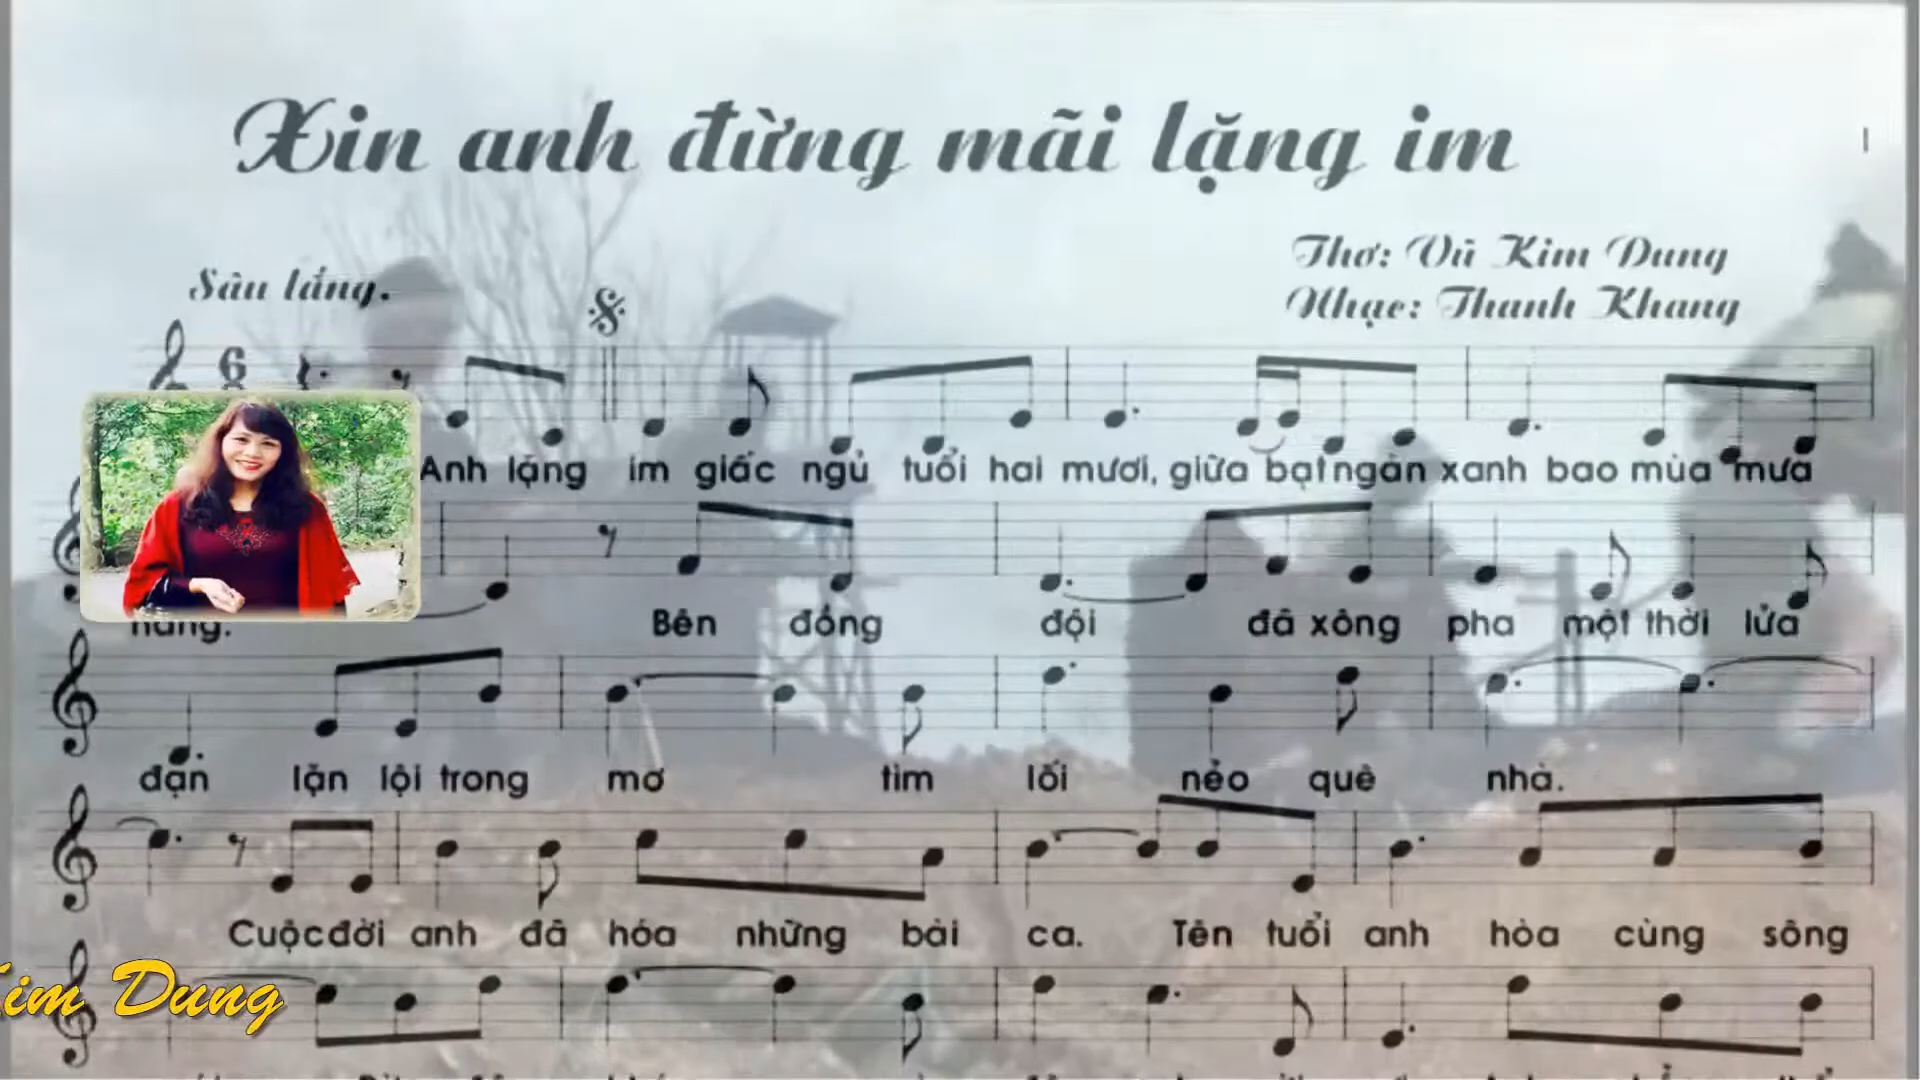 Xin anh đừng mãi lặng im
Thơ: Vũ Kim Dung
Sâu lắng.
Nhạc: Thanh Khang
6
8
Anh lặng im giấc ngủ tuổi hai mươi, giữa bạt ngàn xanh bao mùa mưa
nắng. Bên đồng đội đã xông pha một thời lửa
đạn lặn lội trong mơ tìm lối nẻo quê nhà.
Cuộc đời anh đã hóa những bài ca. Tên tuổi anh hòa cùng sông
Kim Dung